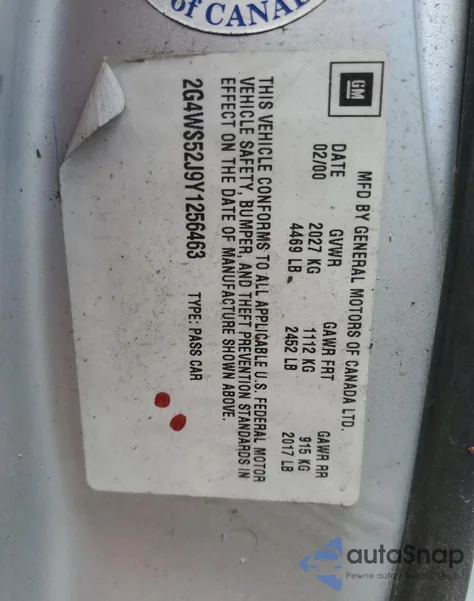 of CANAD
GM
MFD BY GENERAL MOTORS OF CANADA LTD.
DATE GVWR GAWR FRT GAWR RR
02/00 2027 KG 1112 KG 915 KG
4469 LB 2452 LB 2017 LB
THIS VEHICLE CONFORMS TO ALL APPLICABLE U.S. FEDERAL MOTOR
VEHICLE SAFETY, BUMPER, AND THEFT PREVENTION STANDARDS IN
EFFECT ON THE DATE OF MANUFACTURE SHOWN ABOVE.
2G4WS52J9Y1256463 TYPE: PASS CAR
autaSnap
Pewne auta